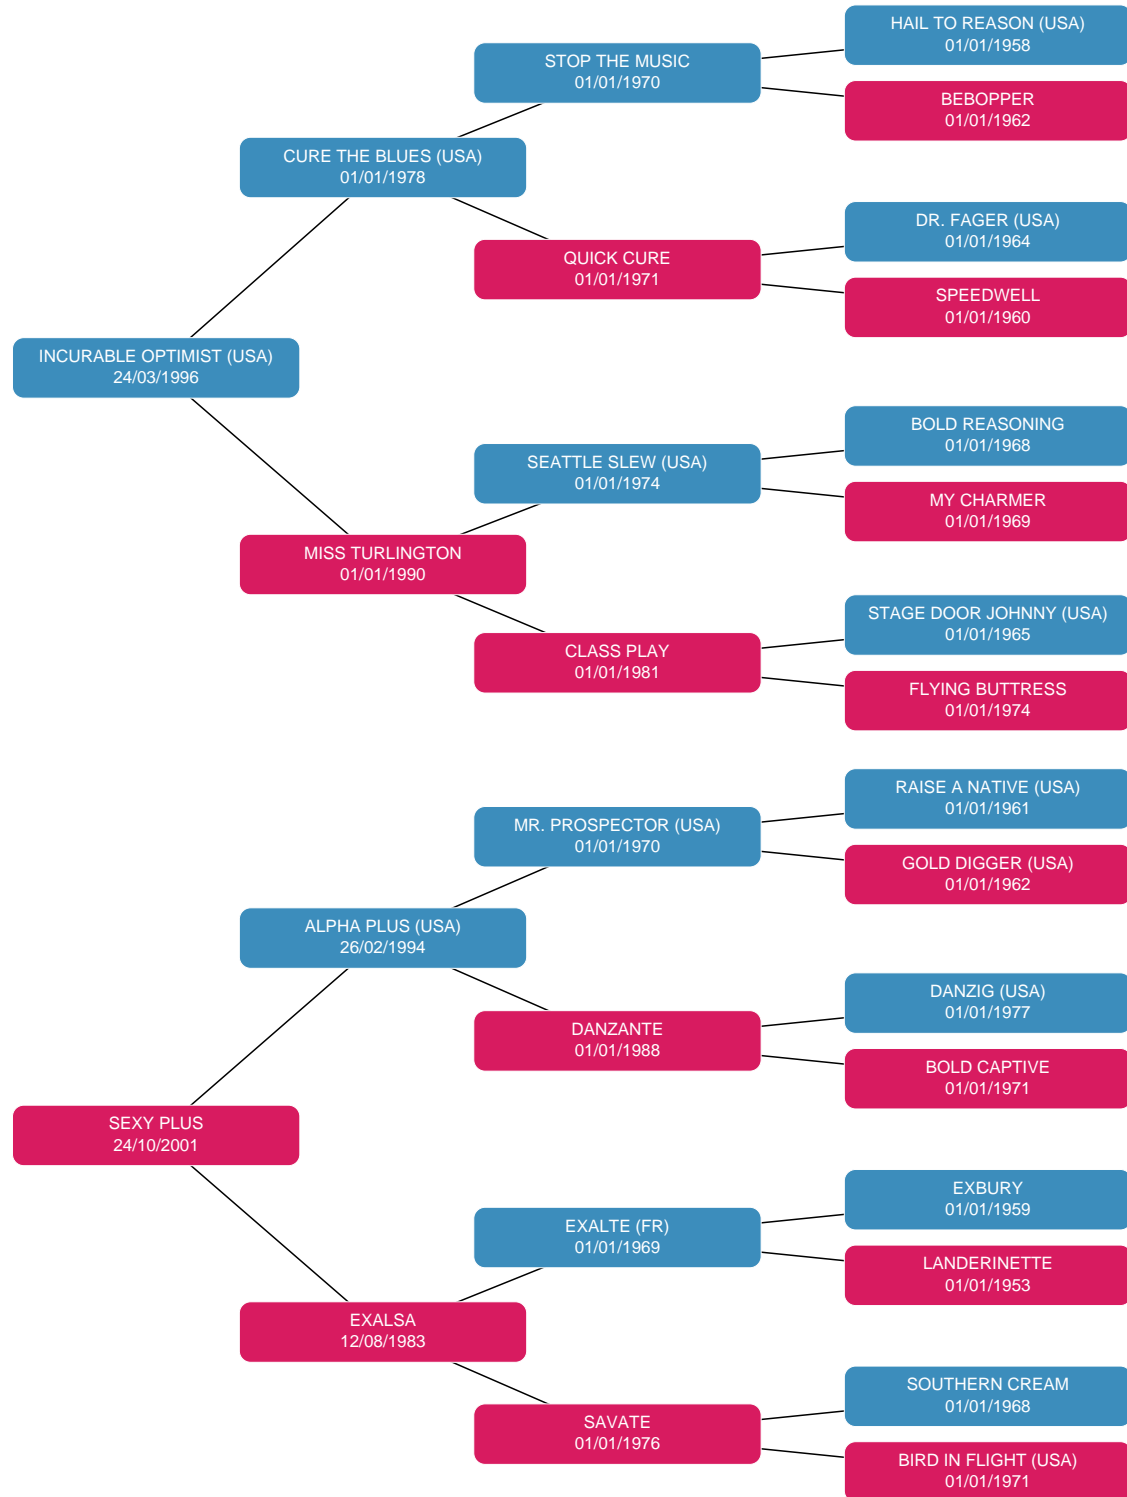 HAIL TO REASON (USA)
01/01/1958
STOP THE MUSIC
01/01/1970
BEBOPPER
01/01/1962
CURE THE BLUES (USA)
01/01/1978
DR. FAGER (USA)
01/01/1964
QUICK CURE
01/01/1971
SPEEDWELL
01/01/1960
INCURABLE OPTIMIST (USA)
24/03/1996
BOLD REASONING
01/01/1968
SEATTLE SLEW (USA)
01/01/1974
MY CHARMER
01/01/1969
MISS TURLINGTON
01/01/1990
STAGE DOOR JOHNNY (USA)
01/01/1965
CLASS PLAY
01/01/1981
FLYING BUTTRESS
01/01/1974
RAISE A NATIVE (USA)
01/01/1961
MR. PROSPECTOR (USA)
01/01/1970
GOLD DIGGER (USA)
01/01/1962
ALPHA PLUS (USA)
26/02/1994
DANZIG (USA)
01/01/1977
DANZANTE
01/01/1988
BOLD CAPTIVE
01/01/1971
SEXY PLUS
24/10/2001
EXBURY
01/01/1959
EXALTE (FR)
01/01/1969
LANDERINETTE
01/01/1953
EXALSA
12/08/1983
SOUTHERN CREAM
01/01/1968
SAVATE
01/01/1976
BIRD IN FLIGHT (USA)
01/01/1971